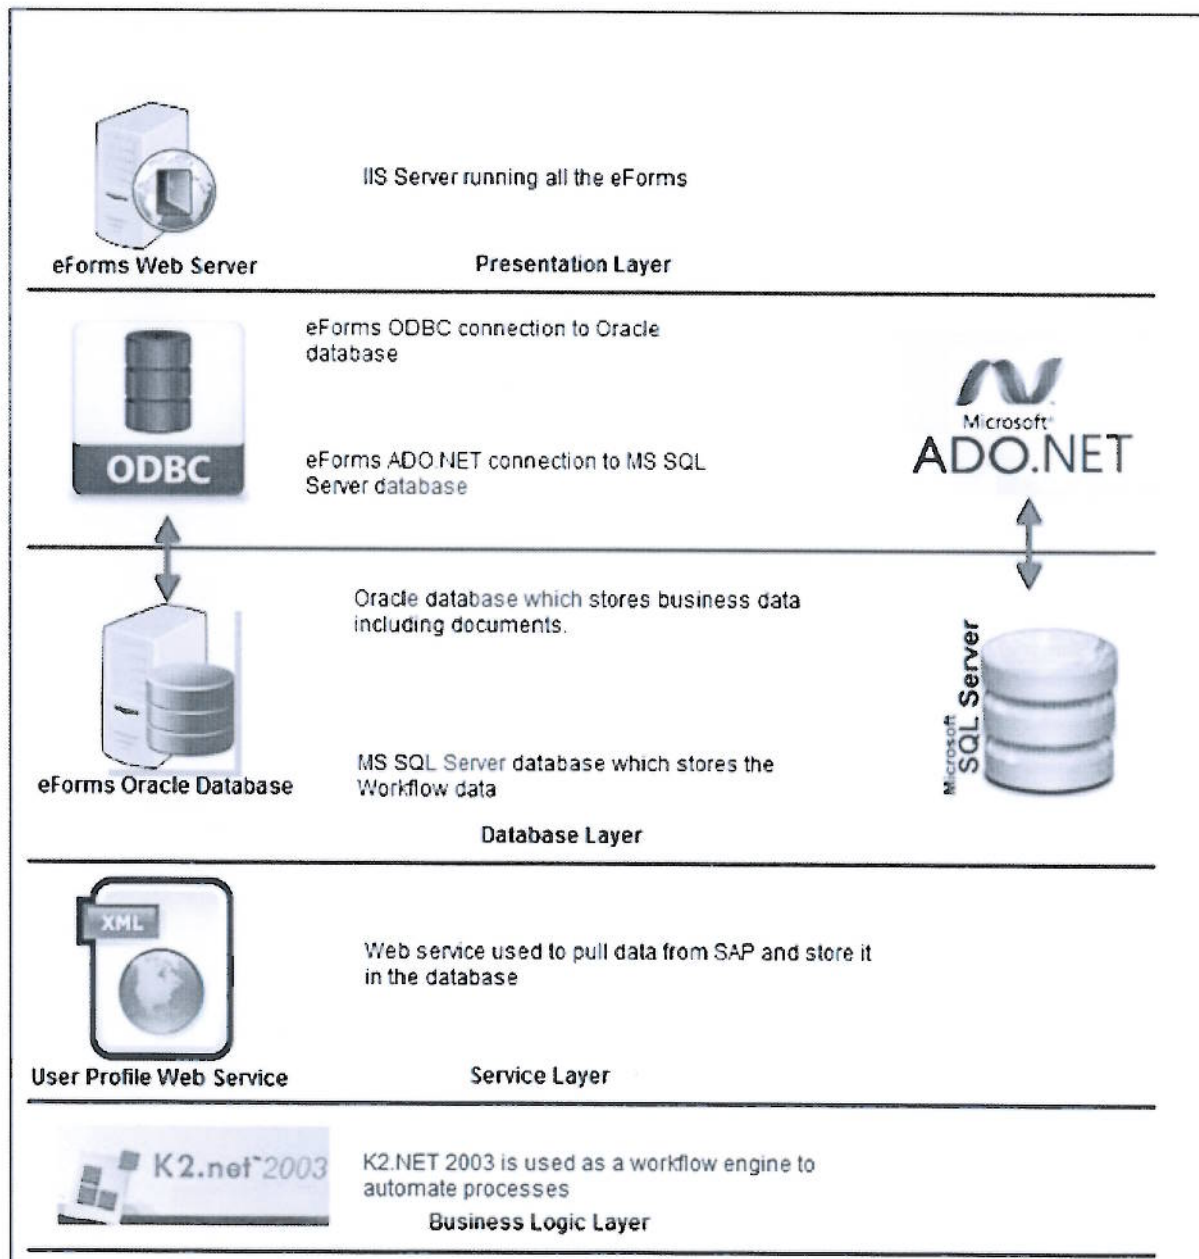 IIS Server running all the eForms
eForms Web Server
Presentation Layer
eForms ODBC connection to Oracle
database
ODBC
eForms ADO.NET connection to MS SQL
Server database
Microsoft
ADO.NET
Oracle database which stores business data
including documents.
eForms Oracle Database
MS SQL Server database which stores the
Workflow data
Microsoft
SQL Server
Database Layer
XML
Web service used to pull data from SAP and store it
in the database
User Profile Web Service
Service Layer
K2.net 2003
K2.NET 2003 is used as a workflow engine to
automate processes
Business Logic Layer